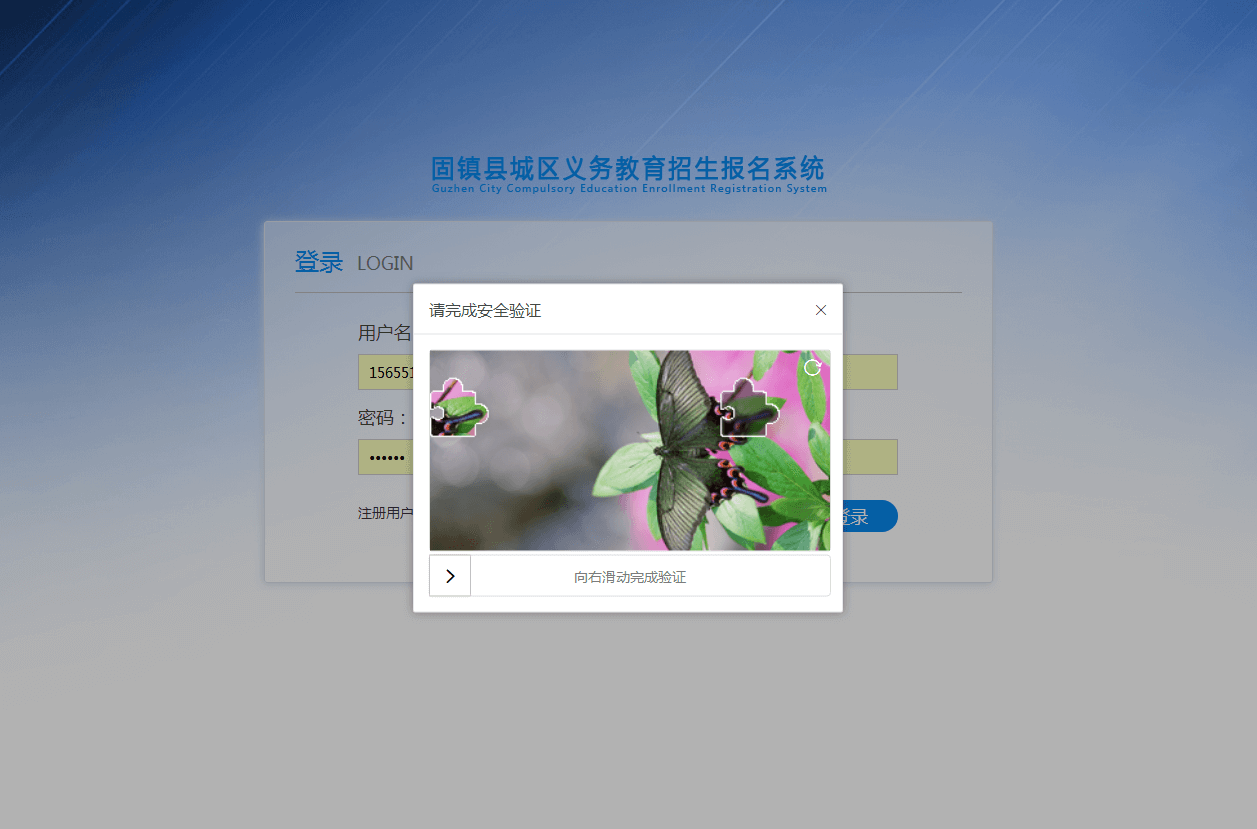 固镇县城区义务教育招生报名系统
Guzhen City Compulsory Education Enrollment Registration System
登录 LOGIN
请完成安全验证
用户名
156551
密码：
••••••
注册用户
登录
向右滑动完成验证